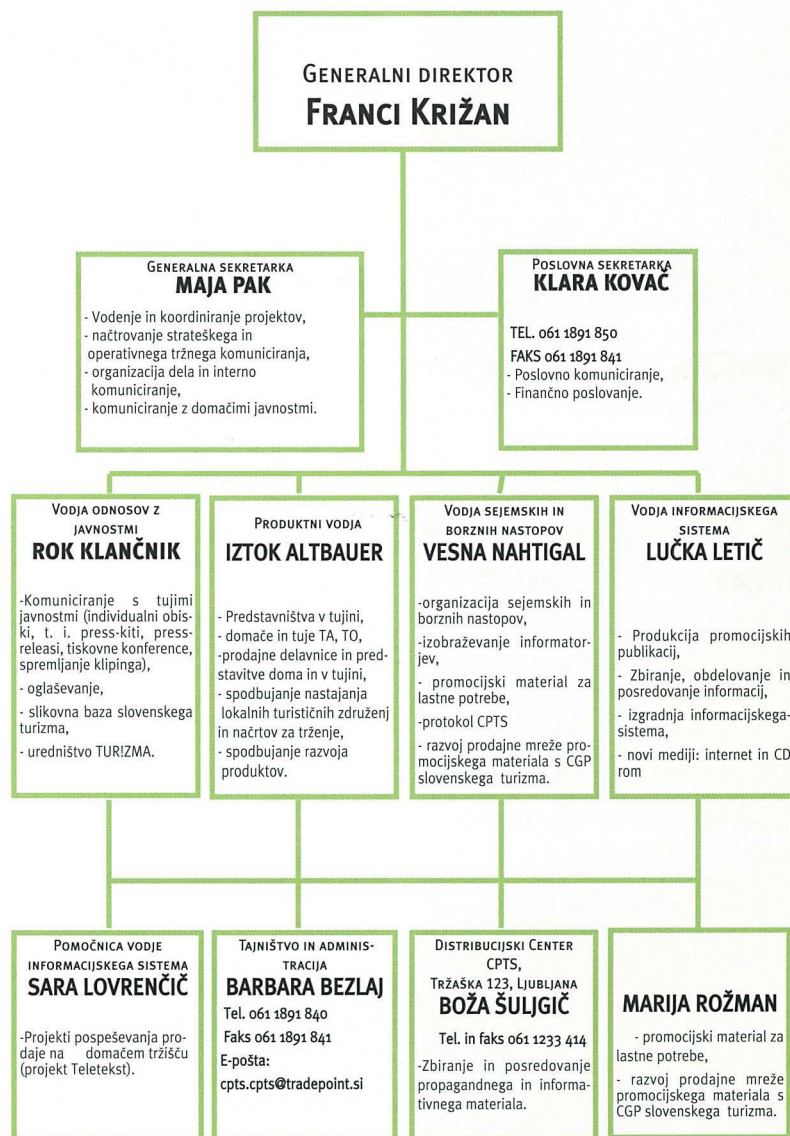 GENERALNI DIREKTOR
FRANCI KRIŽAN
GENERALNA SEKRETARKA
MAJA PAK
- Vodenje in koordiniranje projektov,
- načtrovanje strateškega in
operativnega tržnega komuniciranja,
- organizacija dela in interno
komuniciranje,
- komuniciranje z domačimi javnostmi.
POSLOVNA SEKRETARKA
KLARA KOVAČ
TEL. 061 1891 850
FAKS 061 1891 841
- Poslovno komuniciranje,
- Finančno poslovanje.
VODJA ODNOSOV Z
JAVNOSTMI
ROK KLANČNIK
-Komuniciranje s tujimi
javnostmi (individualni obis-
ki, t. i. press-kiti, press-
releasi, tiskovne konference,
spremljanje klipinga),
- oglaševanje,
- slikovna baza slovenskega
turizma,
- uredništvo TUR!ZMA.
PRODUKTNI VODJA
IZTOK ALTBAUER
- Predstavništva v tujini,
- domače in tuje TA, TO,
-prodajne delavnice in pred-
stavitve doma in v tujini,
- spodbujanje nastajanja
lokalnih turističnih združenj
in načrtov za trženje,
- spodbujanje razvoja
produktov.
VODJA SEJEMSKIH IN
BORZNIH NASTOPOV
VESNA NAHTIGAL
-organizacija sejemskih in
borznih nastopov,
-izobraževanje informator-
jev,
- promocijski material za
lastne potrebe,
-protokol CPTS
- razvoj prodajne mreže pro-
mocijskega materiala s CGP
slovenskega turizma.
VODJA INFORMACIJSKEGA
SISTEMA
LUČKA LETIČ
- Produkcija promocijskih
publikacij,
- Zbiranje, obdelovanje in
posredovanje informacij,
- izgradnja informacijskega-
sistema,
- novi mediji: internet in CD
rom
POMOČNICA VODJE
INFORMACIJSKEGA SISTEMA
SARA LOVRENČIČ
-Projekti pospeševanja pro-
daje na domačem tržišču
(projekt Teletekst).
TAJNIŠTVO IN ADMINIS-
TRACIJA
BARBARA BEZLAJ
Tel. 061 1891 840
Faks 061 1891 841
E-pošta:
cpts.cpts@tradepoint.si
DISTRIBUCIJSKI CENTER
CPTS,
TRŽAŠKA 123, LJUBLJANA
BOŽA ŠULJGIČ
Tel. in faks 061 1233 414
-Zbiranje in posredovanje
propagandnega in informa-
tivnega materiala.
MARIJA ROŽMAN
- promocijski material za
lastne potrebe,
- razvoj prodajne mreže
promocijskega materiala s
CGP slovenskega turizma.